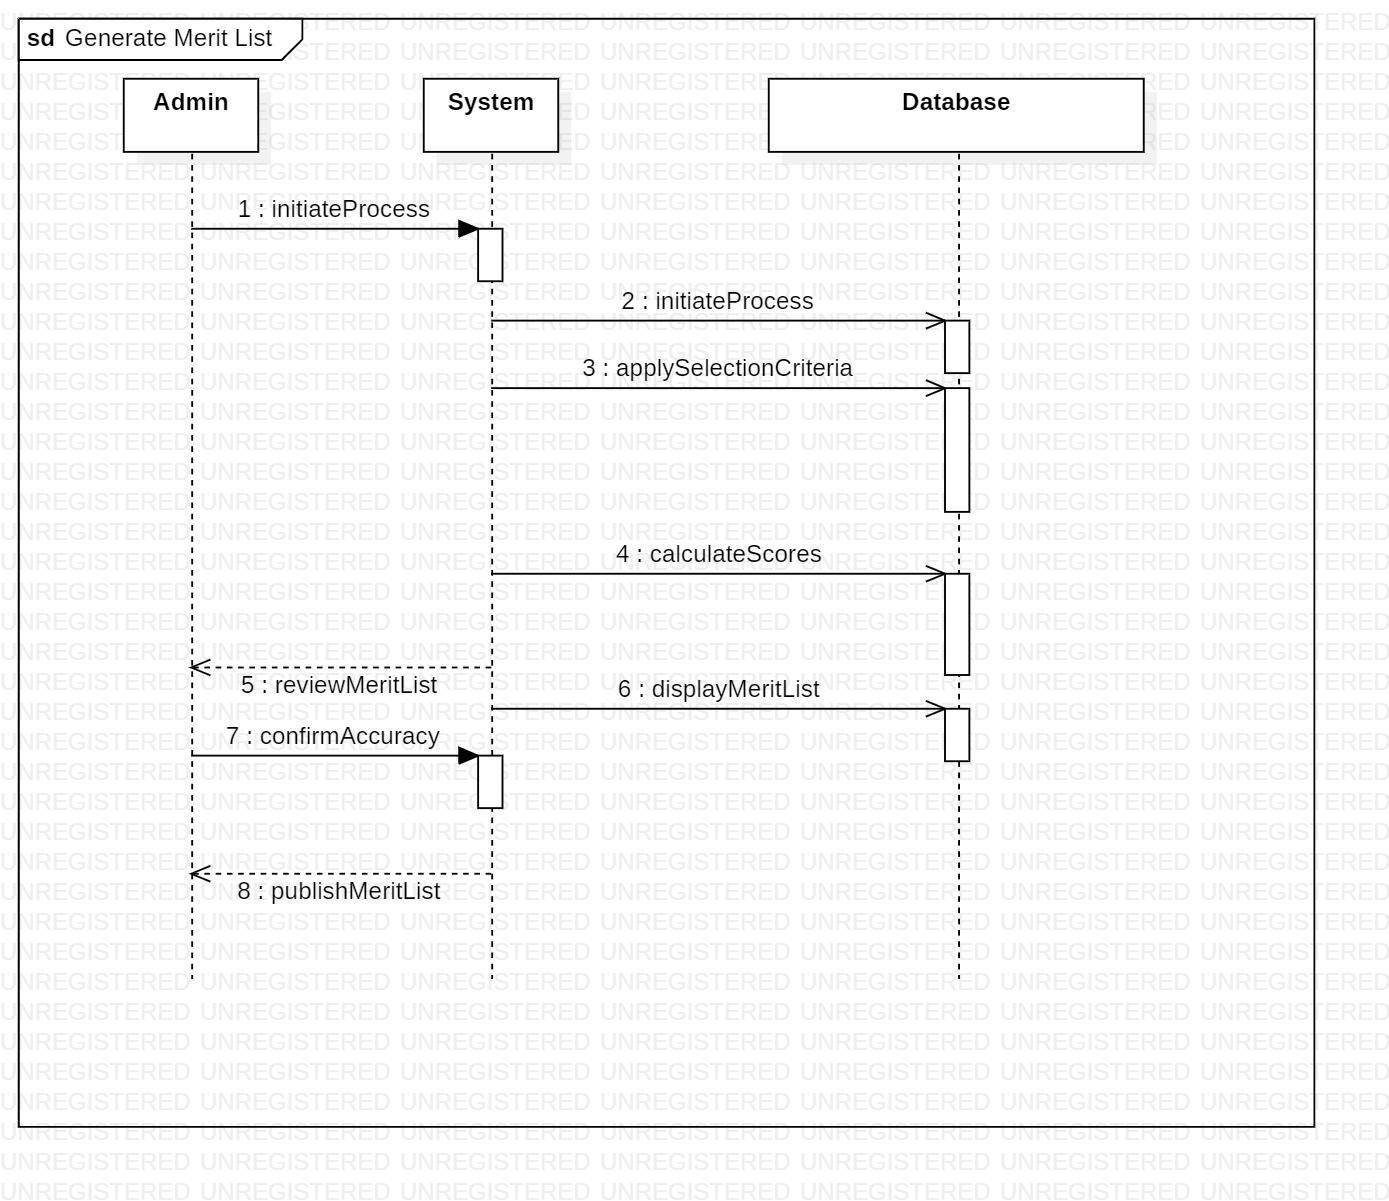 sd Generate Merit List
Admin
System
Database
1 : initiateProcess
2 : initiateProcess
3 : applySelectionCriteria
4 : calculateScores
5 : reviewMeritList
6 : displayMeritList
7 : confirmAccuracy
8 : publishMeritList
UNREGISTERED